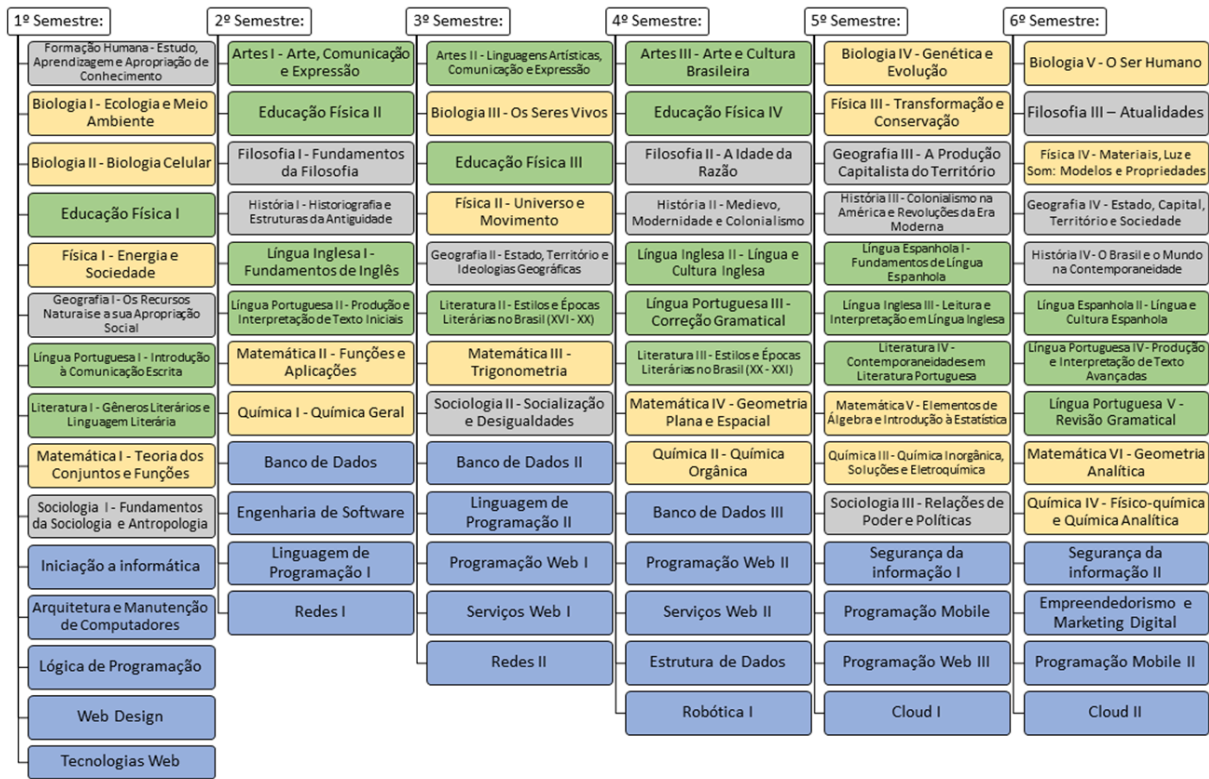 1º Semestre:
Formação Humana - Estudo,
Aprendizagem e Apropriação de
Conhecimento
Biologia I - Ecologia e Meio
Ambiente
Biologia II - Biologia Celular
Educação Física I
Física I - Energia e
Sociedade
Geografia I - Os Recursos
Naturais e a sua Apropriação
Social
Língua Portuguesa I - Introdução
à Comunicação Escrita
Literatura I - Gêneros Literários e
Linguagem Literária
Matemática I - Teoria dos
Conjuntos e Funções
Sociologia I - Fundamentos
da Sociologia e Antropologia
Iniciação a informática
Arquitetura e Manutenção
de Computadores
Lógica de Programação
Web Design
Tecnologias Web
2º Semestre:
Artes I - Arte, Comunicação
e Expressão
Educação Física II
Filosofia I - Fundamentos
da Filosofia
História I - Historiografia e
Estruturas da Antiguidade
Língua Inglesa I -
Fundamentos de Inglês
Língua Portuguesa II - Produção e
Interpretação de Texto Iniciais
Matemática II - Funções e
Aplicações
Química I - Química Geral
Banco de Dados
Engenharia de Software
Linguagem de
Programação I
Redes I
3º Semestre:
Artes II - Linguagens Artísticas,
Comunicação e Expressão
Biologia III - Os Seres Vivos
Educação Física III
Física II - Universo e
Movimento
Geografia II - Estado, Território e
Ideologias Geográficas
Literatura II - Estilos e Épocas
Literárias no Brasil (XVI - XX)
Matemática III -
Trigonometria
Sociologia II - Socialização
e Desigualdades
Banco de Dados II
Linguagem de
Programação II
Programação Web I
Serviços Web I
Redes II
4º Semestre:
Artes III - Arte e Cultura
Brasileira
Educação Física IV
Filosofia II - A Idade da
Razão
História II - Medievo,
Modernidade e Colonialismo
Língua Inglesa II - Língua e
Cultura Inglesa
Língua Portuguesa III -
Correção Gramatical
Literatura III - Estilos e Épocas
Literárias no Brasil (XX - XXI)
Matemática IV - Geometria
Plana e Espacial
Química II - Química
Orgânica
Banco de Dados III
Programação Web II
Serviços Web II
Estrutura de Dados
Robótica I
5º Semestre:
Biologia IV - Genética e
Evolução
Física III - Transformação e
Conservação
Geografia III - A Produção
Capitalista do Território
História III - Colonialismo na
América e Revoluções da Era
Moderna
Língua Espanhola I -
Fundamentos de Língua
Espanhola
Língua Inglesa III - Leitura e
Interpretação em Língua Inglesa
Literatura IV -
Contemporaneidades em
Literatura Portuguesa
Matemática V - Elementos de
Álgebra e Introdução à Estatística
Química III - Química Inorgânica,
Soluções e Eletroquímica
Sociologia III - Relações de
Poder e Políticas
Segurança da
informação I
Programação Mobile
Programação Web III
Cloud I
6º Semestre:
Biologia V - O Ser Humano
Filosofia III – Atualidades
Física IV - Materiais, Luz e
Som: Modelos e Propriedades
Geografia IV - Estado, Capital,
Território e Sociedade
História IV - O Brasil e o Mundo
na Contemporaneidade
Língua Espanhola II - Língua e
Cultura Espanhola
Língua Portuguesa IV - Produção
e Interpretação de Texto
Avançadas
Língua Portuguesa V -
Revisão Gramatical
Matemática VI - Geometria
Analítica
Química IV - Físico-química
e Química Analítica
Segurança da
informação II
Empreendedorismo e
Marketing Digital
Programação Mobile II
Cloud II